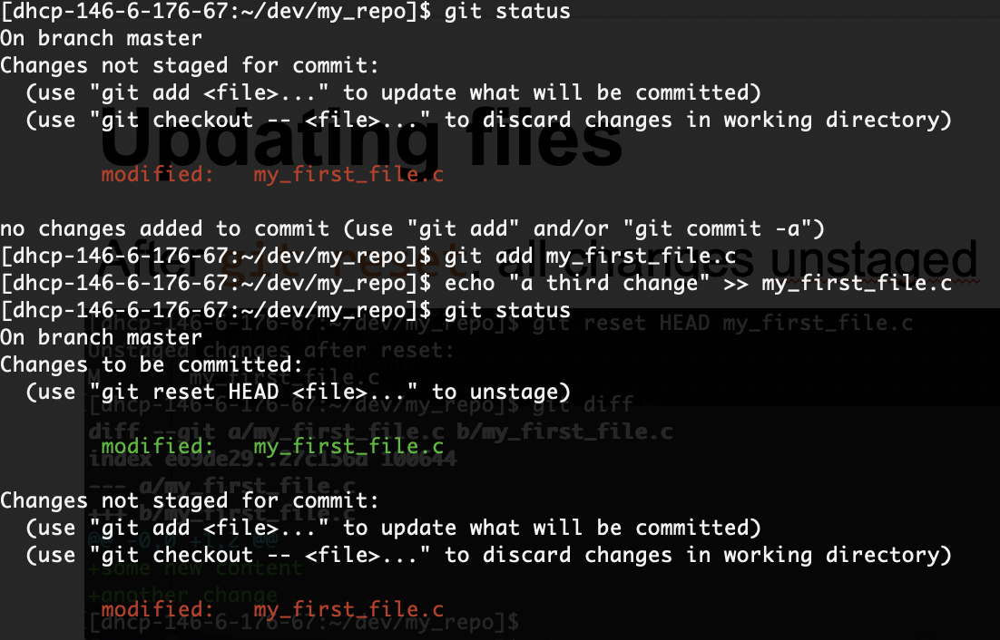 [dhcp-146-6-176-67:~/dev/my_repo]$ git status
On branch master
Changes not staged for commit:
  (use "git add <file>..." to update what will be committed)
  (use "git checkout -- <file>..." to discard changes in working directory)
Updating files
        modified:   my_first_file.c
no changes added to commit (use "git add" and/or "git commit -a")
[dhcp-146-6-176-67:~/dev/my_repo]$ git add my_first_file.c
After git reset, all changes unstaged
[dhcp-146-6-176-67:~/dev/my_repo]$ echo "a third change" >> my_first_file.c
[dhcp-146-6-176-67:~/dev/my_repo]$ git status
[dhcp-146-6-176-67:~/dev/my_repo]$ git reset HEAD my_first_file.c
On branch master
Unstaged changes after reset:
Changes to be committed:
M       my_first_file.c
  (use "git reset HEAD <file>..." to unstage)
[dhcp-146-6-176-67:~/dev/my_repo]$ git diff
diff --git a/my_first_file.c b/my_first_file.c
        modified:   my_first_file.c
index e69de29..27c156a 100644
--- a/my_first_file.c
Changes not staged for commit:
+++ b/my_first_file.c
  (use "git add <file>..." to update what will be committed)
@@ -0,0 +1,2 @@
  (use "git checkout -- <file>..." to discard changes in working directory)
+some new content
+another change
        modified:   my_first_file.c
[dhcp-146-6-176-67:~/dev/my_repo]$